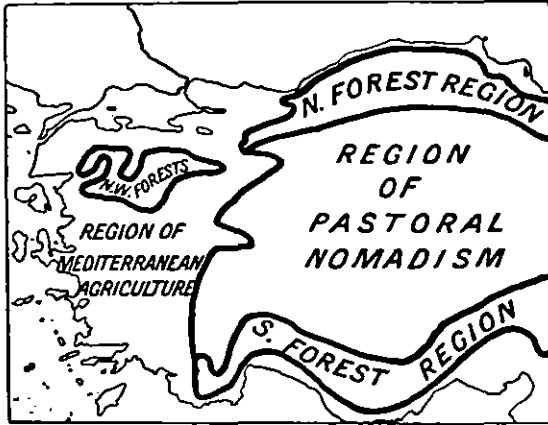 N. FOREST REGION
N.W. FORESTS
REGION OF
MEDITERRANEAN
AGRICULTURE
REGION
OF
PASTORAL
NOMADISM
S. FOREST REGION